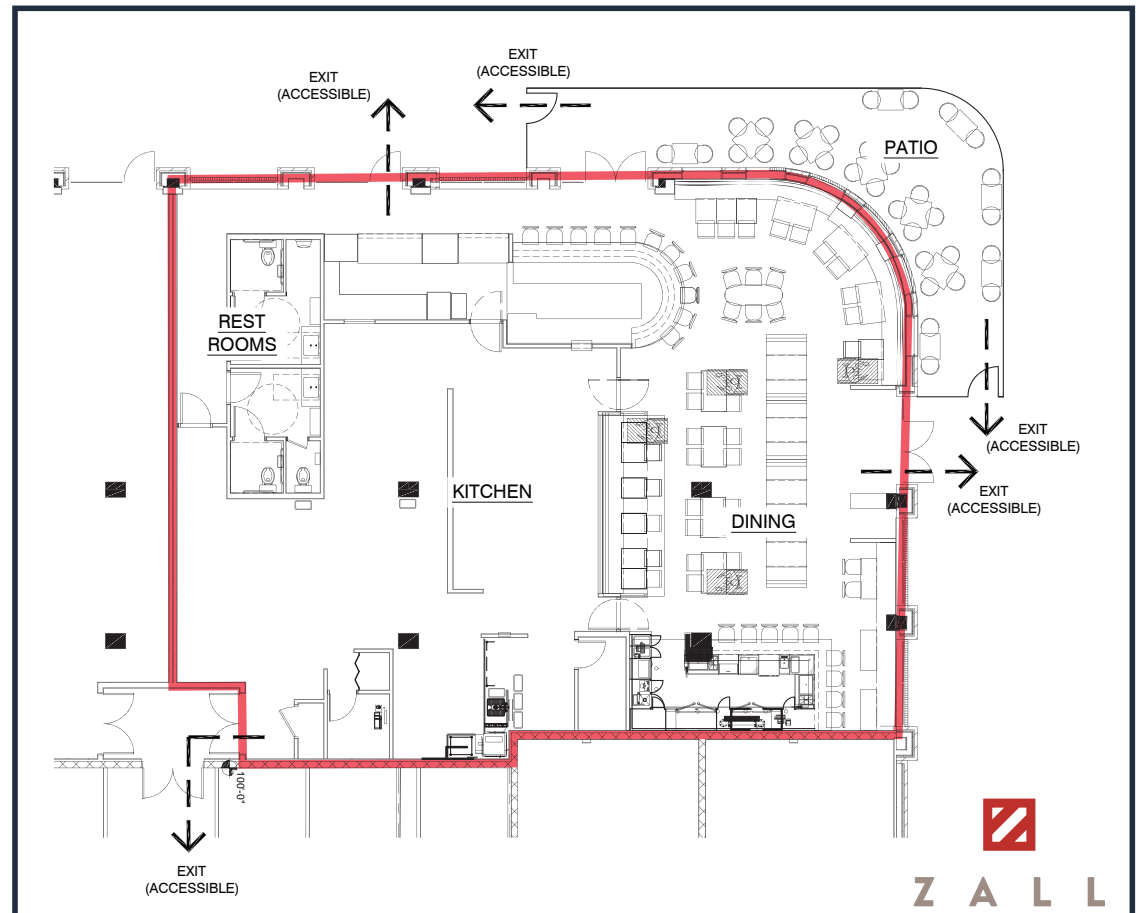 EXIT
(ACCESSIBLE)
EXIT
(ACCESSIBLE)
PATIO
REST
ROOMS
EXIT
(ACCESSIBLE)
KITCHEN
EXIT
(ACCESSIBLE)
DINING
100'-0"
EXIT
(ACCESSIBLE)
ZALL